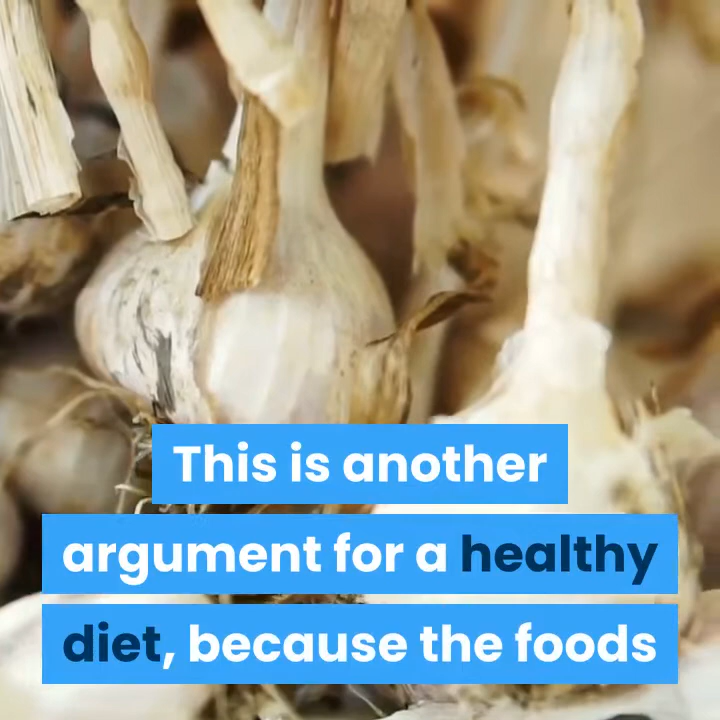 This is another
argument for a healthy
diet, because the foods